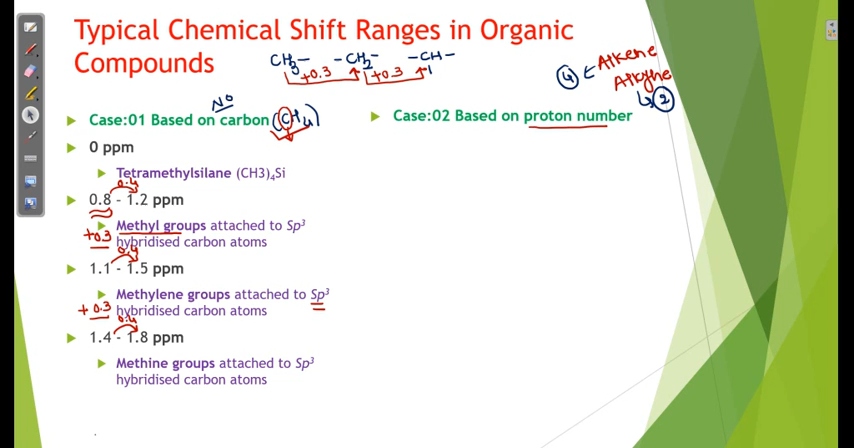 Typical Chemical Shift Ranges in Organic
Compounds
CH3– –CH2– –CH–
+0.3 +0.3
4 Alkene
Alkyne
2
No
Case:01 Based on carbon (CH4)
0 ppm
Tetramethylsilane (CH3)4Si
0.4
0.8 – 1.2 ppm
Methyl groups attached to Sp³
+0.3
hybridised carbon atoms
0.4
1.1 – 1.5 ppm
Methylene groups attached to Sp³
+0.3
hybridised carbon atoms
0.4
1.4 – 1.8 ppm
Methine groups attached to Sp³
hybridised carbon atoms
Case:02 Based on proton number